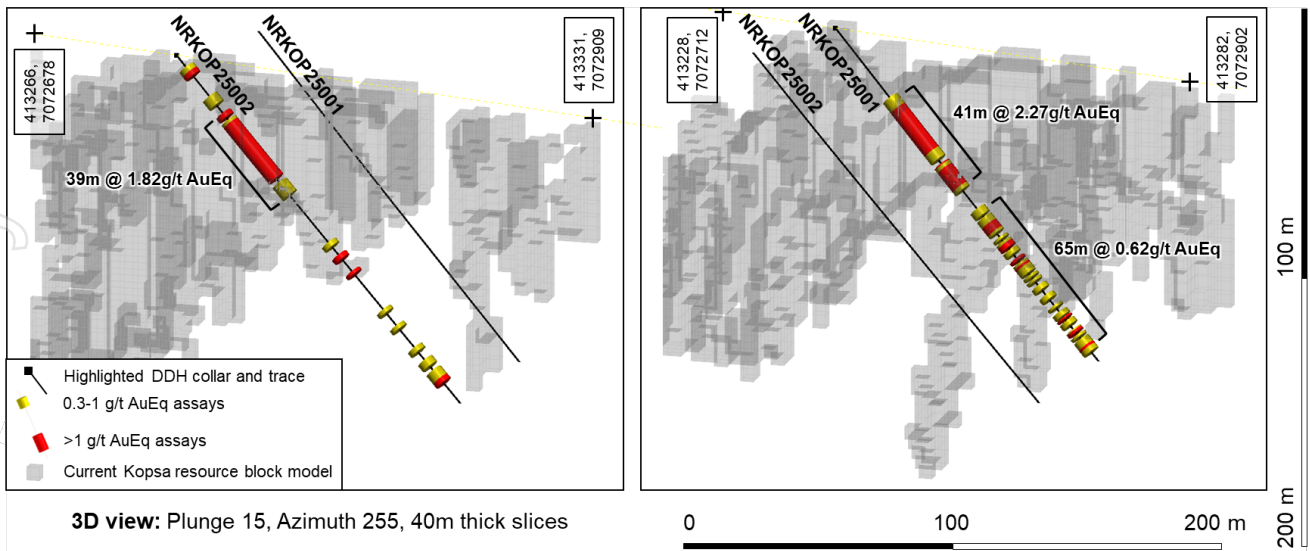 413266,
7072678
NRKOP25002
NRKOP25001
413331,
7072909
39m @ 1.82g/t AuEq
Highlighted DDH collar and trace
0.3-1 g/t AuEq assays
>1 g/t AuEq assays
Current Kopsa resource block model
413228,
7072712
NRKOP25002
NRKOP25001
413282,
7072902
41m @ 2.27g/t AuEq
65m @ 0.62g/t AuEq
100 m
200 m
3D view: Plunge 15, Azimuth 255, 40m thick slices
0 100 200 m